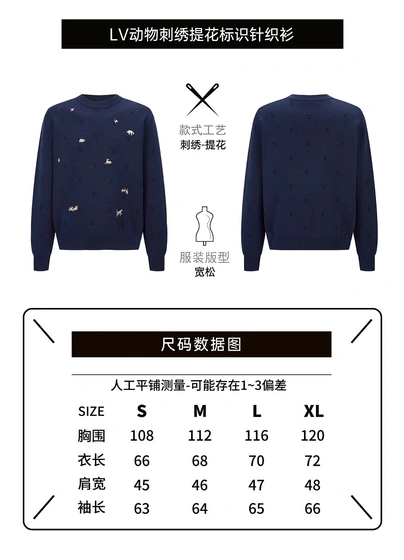 LV动物刺绣提花标识针织衫
款式工艺
刺绣-提花
服装版型
宽松
尺码数据图
人工平铺测量-可能存在1~3偏差
SIZE S M L XL
胸围 108 112 116 120
衣长 66 68 70 72
肩宽 45 46 47 48
袖长 63 64 65 66